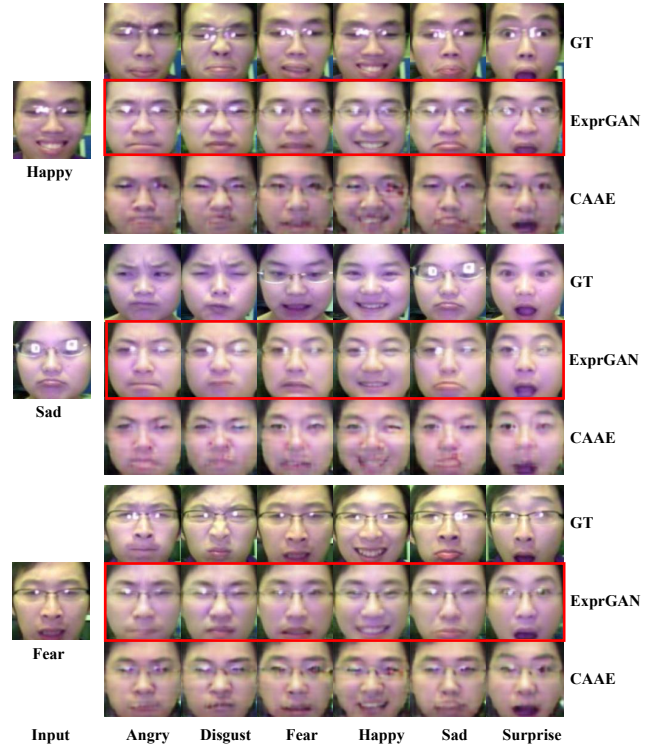 GT
ExprGAN
Happy
CAAE
GT
ExprGAN
Sad
CAAE
GT
ExprGAN
Fear
CAAE
Input Angry Disgust Fear Happy Sad Surprise